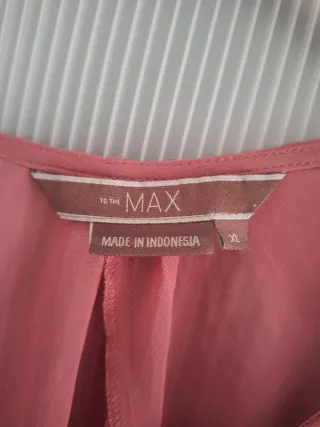 TO THE MAX
MADE IN INDONESIA
XL